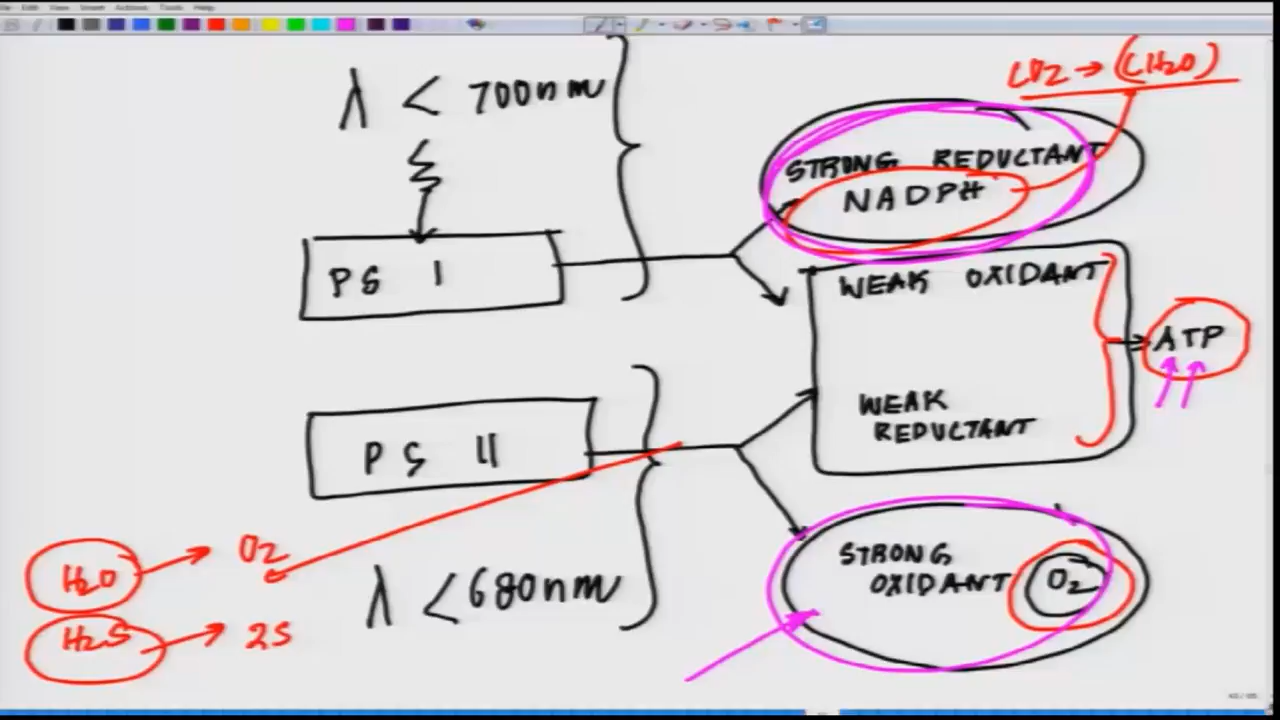 λ < 700nm
CO2 → (CH2O)
STRONG REDUCTANT
NADPH
PS I
WEAK OXIDANT
ATP
WEAK
REDUCTANT
PS II
STRONG
OXIDANT O2
H2O → O2
λ < 680nm
H2S → 2S